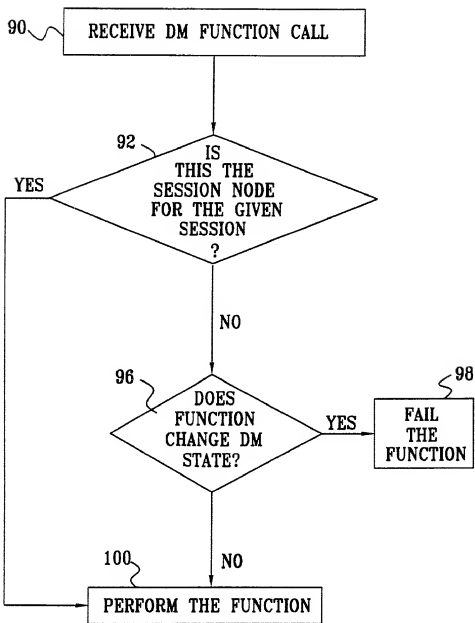 90
RECEIVE DM FUNCTION CALL
92
IS
THIS THE
SESSION NODE
FOR THE GIVEN
SESSION
?
YES
NO
96
DOES
FUNCTION
CHANGE DM
STATE?
YES
98
FAIL
THE
FUNCTION
NO
100
PERFORM THE FUNCTION